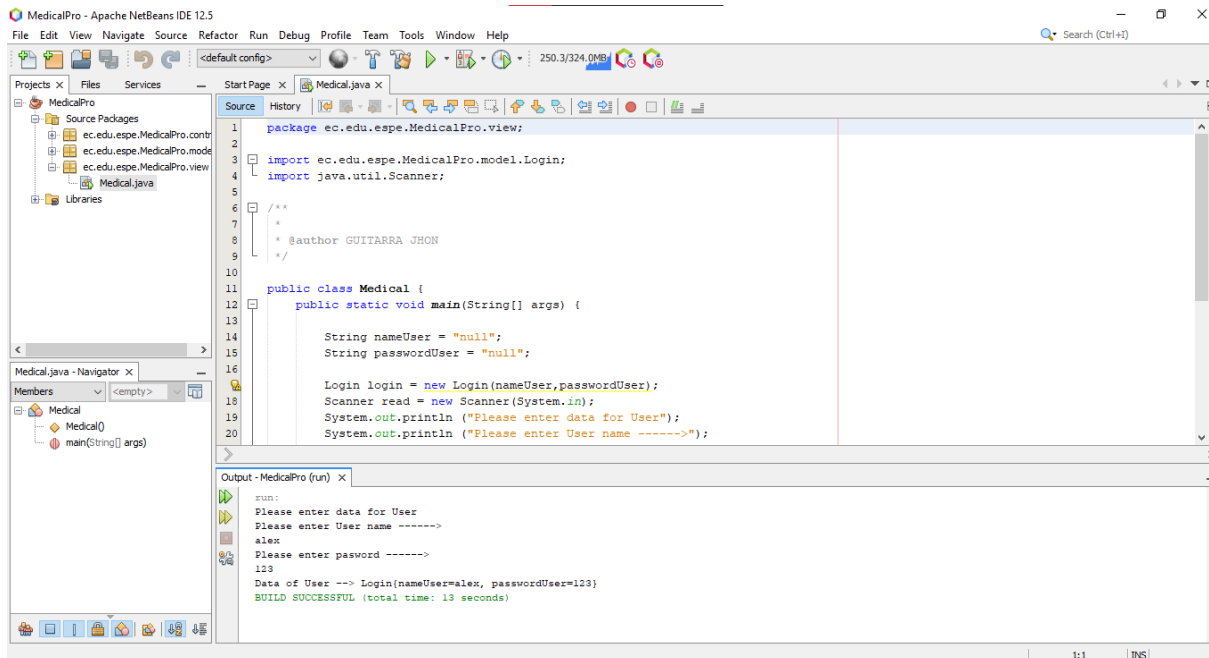 MedicalPro - Apache NetBeans IDE 12.5
File Edit View Navigate Source Refactor Run Debug Profile Team Tools Window Help
Search (Ctrl+I)
<default config>
250.3/324.0MB
Projects Files Services
MedicalPro
Source Packages
ec.edu.espe.MedicalPro.contr
ec.edu.espe.MedicalPro.mode
ec.edu.espe.MedicalPro.view
Medical.java
Libraries
Start Page Medical.java
Source History
1 package ec.edu.espe.MedicalPro.view;
2
3 import ec.edu.espe.MedicalPro.model.Login;
4 import java.util.Scanner;
5
6 /**
7 *
8 * @author GUITARRA JHON
9 */
10
11 public class Medical {
12 public static void main(String[] args) {
13
14 String nameUser = "null";
15 String passwordUser = "null";
16
Login login = new Login(nameUser,passwordUser);
18 Scanner read = new Scanner(System.in);
19 System.out.println ("Please enter data for User");
20 System.out.println ("Please enter User name ------>");
Medical.java - Navigator
Members <empty>
Medical
Medical()
main(String[] args)
Output - MedicalPro (run)
run:
Please enter data for User
Please enter User name ------>
alex
Please enter pasword ------>
123
Data of User --> Login{nameUser=alex, passwordUser=123}
BUILD SUCCESSFUL (total time: 13 seconds)
1:1 INS